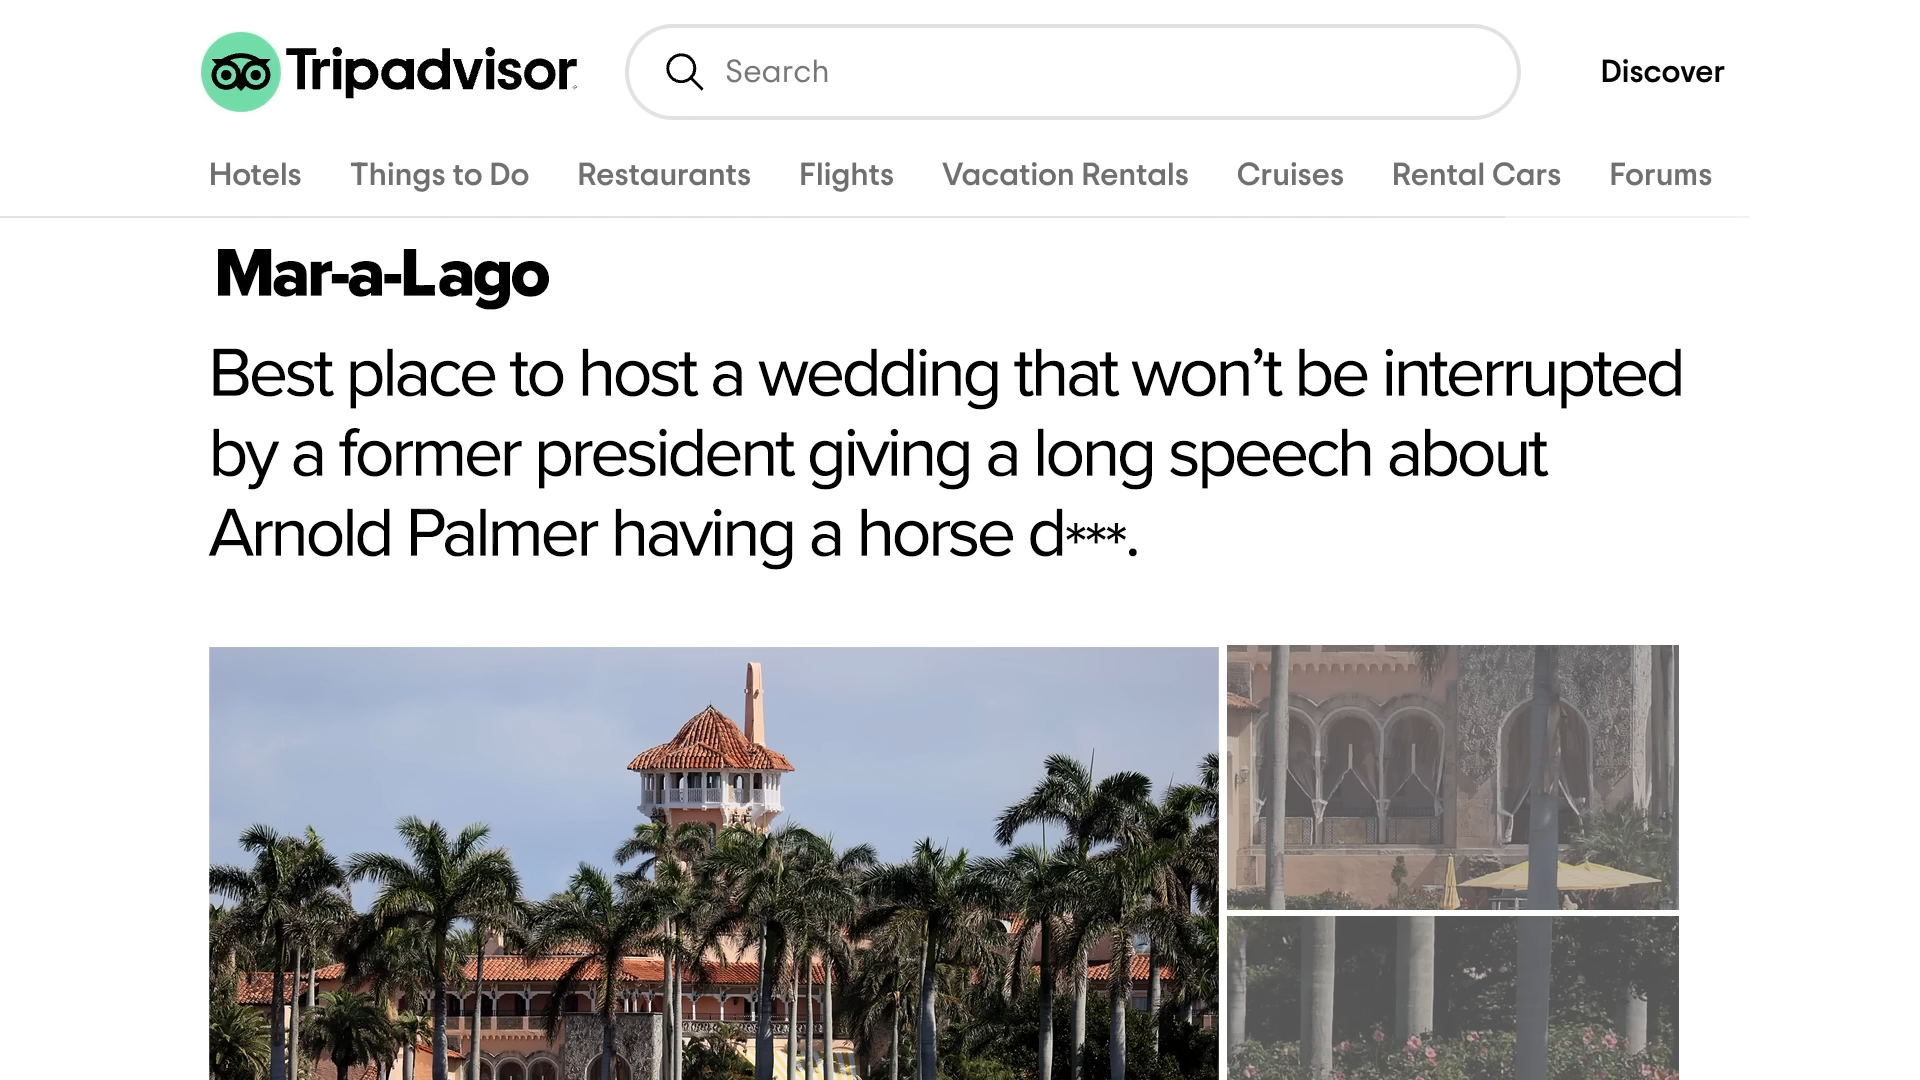 Tripadvisor
Search
Discover
Hotels Things to Do Restaurants Flights Vacation Rentals Cruises Rental Cars Forums
Mar-a-Lago
Best place to host a wedding that won’t be interrupted
by a former president giving a long speech about
Arnold Palmer having a horse d***.